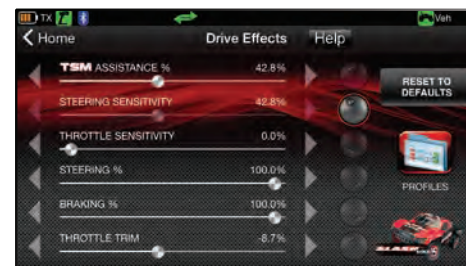 TX Veh
Home Drive Effects Help
TSM ASSISTANCE % 42.8%
STEERING SENSITIVITY 42.8%
THROTTLE SENSITIVITY 0.0%
STEERING % 100.0%
BRAKING % 100.0%
THROTTLE TRIM -8.7%
RESET TO
DEFAULTS
PROFILES
SLASH